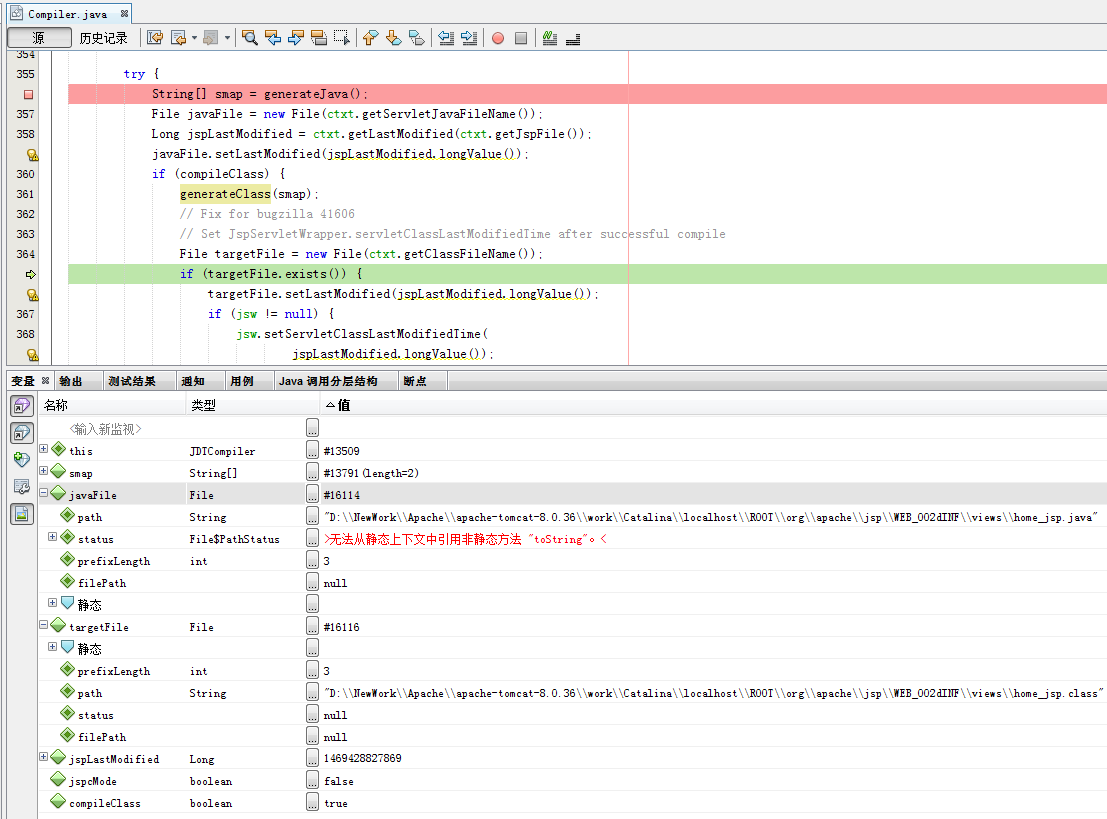 Compiler.java
源 历史记录
354
355 try {
String[] smap = generateJava();
357 File javaFile = new File(ctxt.getServletJavaFileName());
358 Long jspLastModified = ctxt.getLastModified(ctxt.getJspFile());
javaFile.setLastModified(jspLastModified.longValue());
360 if (compileClass) {
361 generateClass(smap);
362 // Fix for bugzilla 41606
363 // Set JspServletWrapper.servletClassLastModifiedTime after successful compile
364 File targetFile = new File(ctxt.getClassFileName());
if (targetFile.exists()) {
targetFile.setLastModified(jspLastModified.longValue());
367 if (jsw != null) {
368 jsw.setServletClassLastModifiedTime(
jspLastModified.longValue());
变量 输出 测试结果 通知 用例 Java 调用分层结构 断点
名称 类型 值
<输入新监视> ...
this JDTCompiler ... #13509
smap String[] ... #13791(length=2)
javaFile File ... #16114
path String ... "D:\\NewWork\\Apache\\apache-tomcat-8.0.36\\work\\Catalina\\localhost\\ROOT\\org\\apache\\jsp\\WEB_002dINF\\views\\home_jsp.java"
status File$PathStatus ... >无法从静态上下文中引用非静态方法 "toString"。<
prefixLength int ... 3
filePath ... null
静态 ...
targetFile File ... #16116
静态 ...
prefixLength int ... 3
path String ... "D:\\NewWork\\Apache\\apache-tomcat-8.0.36\\work\\Catalina\\localhost\\ROOT\\org\\apache\\jsp\\WEB_002dINF\\views\\home_jsp.class"
status ... null
filePath ... null
jspLastModified Long ... 1469428827869
jspcMode boolean ... false
compileClass boolean ... true